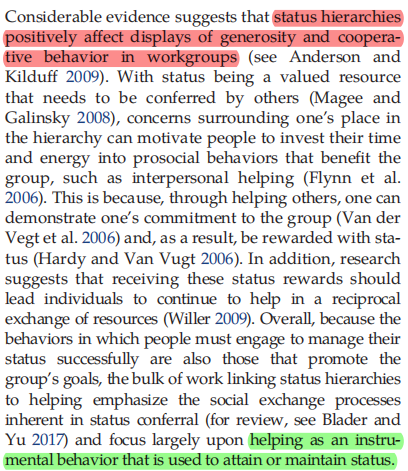 Considerable evidence suggests that status hierarchies
positively affect displays of generosity and coopera-
tive behavior in workgroups (see Anderson and
Kilduff 2009). With status being a valued resource
that needs to be conferred by others (Magee and
Galinsky 2008), concerns surrounding one's place in
the hierarchy can motivate people to invest their time
and energy into prosocial behaviors that benefit the
group, such as interpersonal helping (Flynn et al.
2006). This is because, through helping others, one can
demonstrate one's commitment to the group (Van der
Vegt et al. 2006) and, as a result, be rewarded with sta-
tus (Hardy and Van Vugt 2006). In addition, research
suggests that receiving these status rewards should
lead individuals to continue to help in a reciprocal
exchange of resources (Willer 2009). Overall, because the
behaviors in which people must engage to manage their
status successfully are also those that promote the
group's goals, the bulk of work linking status hierarchies
to helping emphasize the social exchange processes
inherent in status conferral (for review, see Blader and
Yu 2017) and focus largely upon helping as an instru-
mental behavior that is used to attain or maintain status.